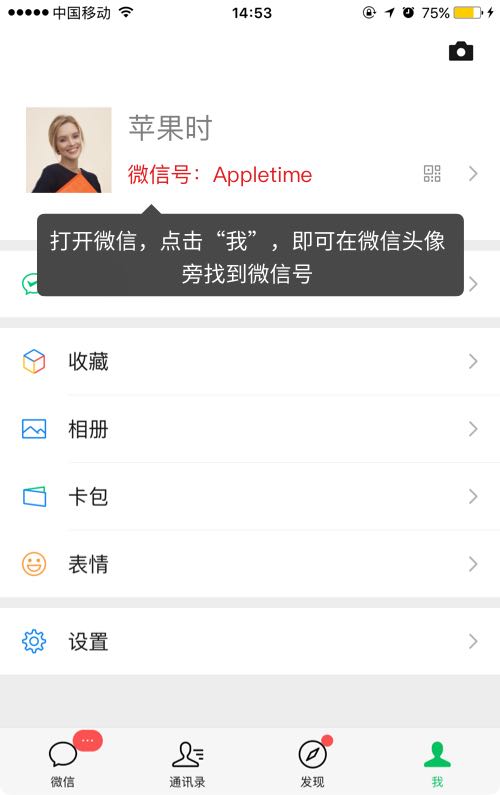 中国移动 14:53 75%
苹果时
微信号：Appletime
打开微信，点击“我”，即可在微信头像
旁找到微信号
收藏
相册
卡包
表情
设置
微信 通讯录 发现 我